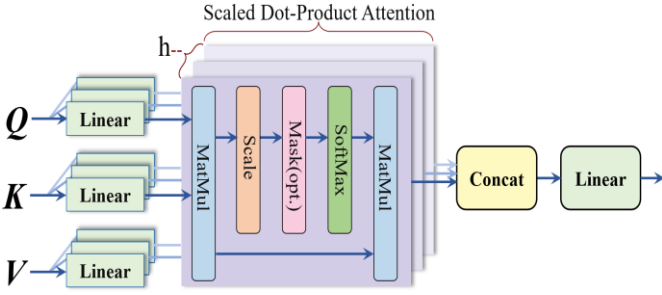 Scaled Dot-Product Attention
h--
Q
Linear
K
Linear
V
Linear
MatMul
Scale
Mask(opt.)
SoftMax
MatMul
Concat
Linear